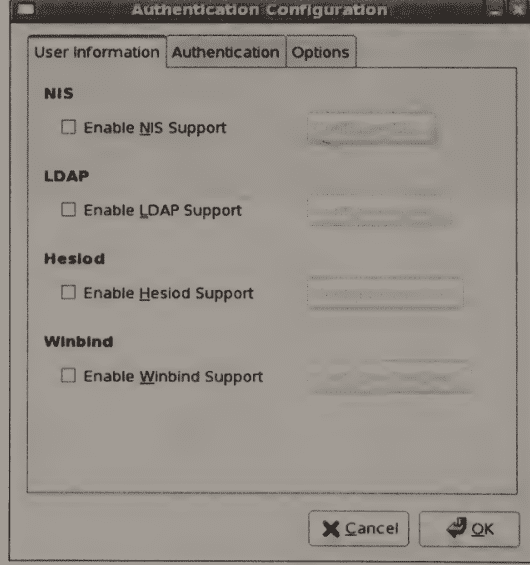 Authentication Configuration
User Information Authentication Options
NIS
Enable NIS Support
LDAP
Enable LDAP Support
Hesiod
Enable Hesiod Support
Winbind
Enable Winbind Support
Cancel OK